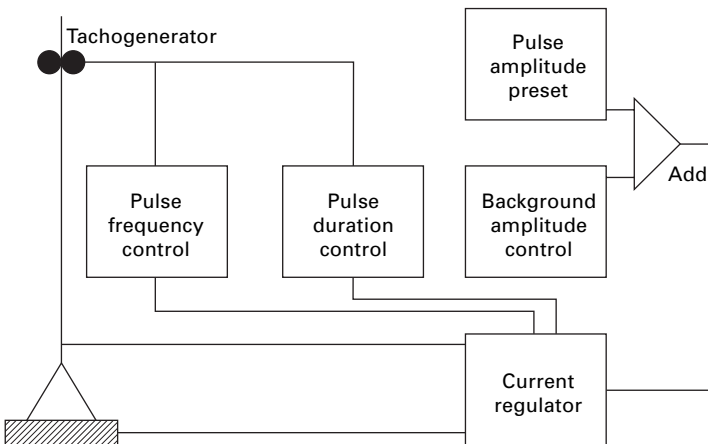 Tachogenerator
Pulse
amplitude
preset
Add
Pulse
frequency
control
Pulse
duration
control
Background
amplitude
control
Current
regulator